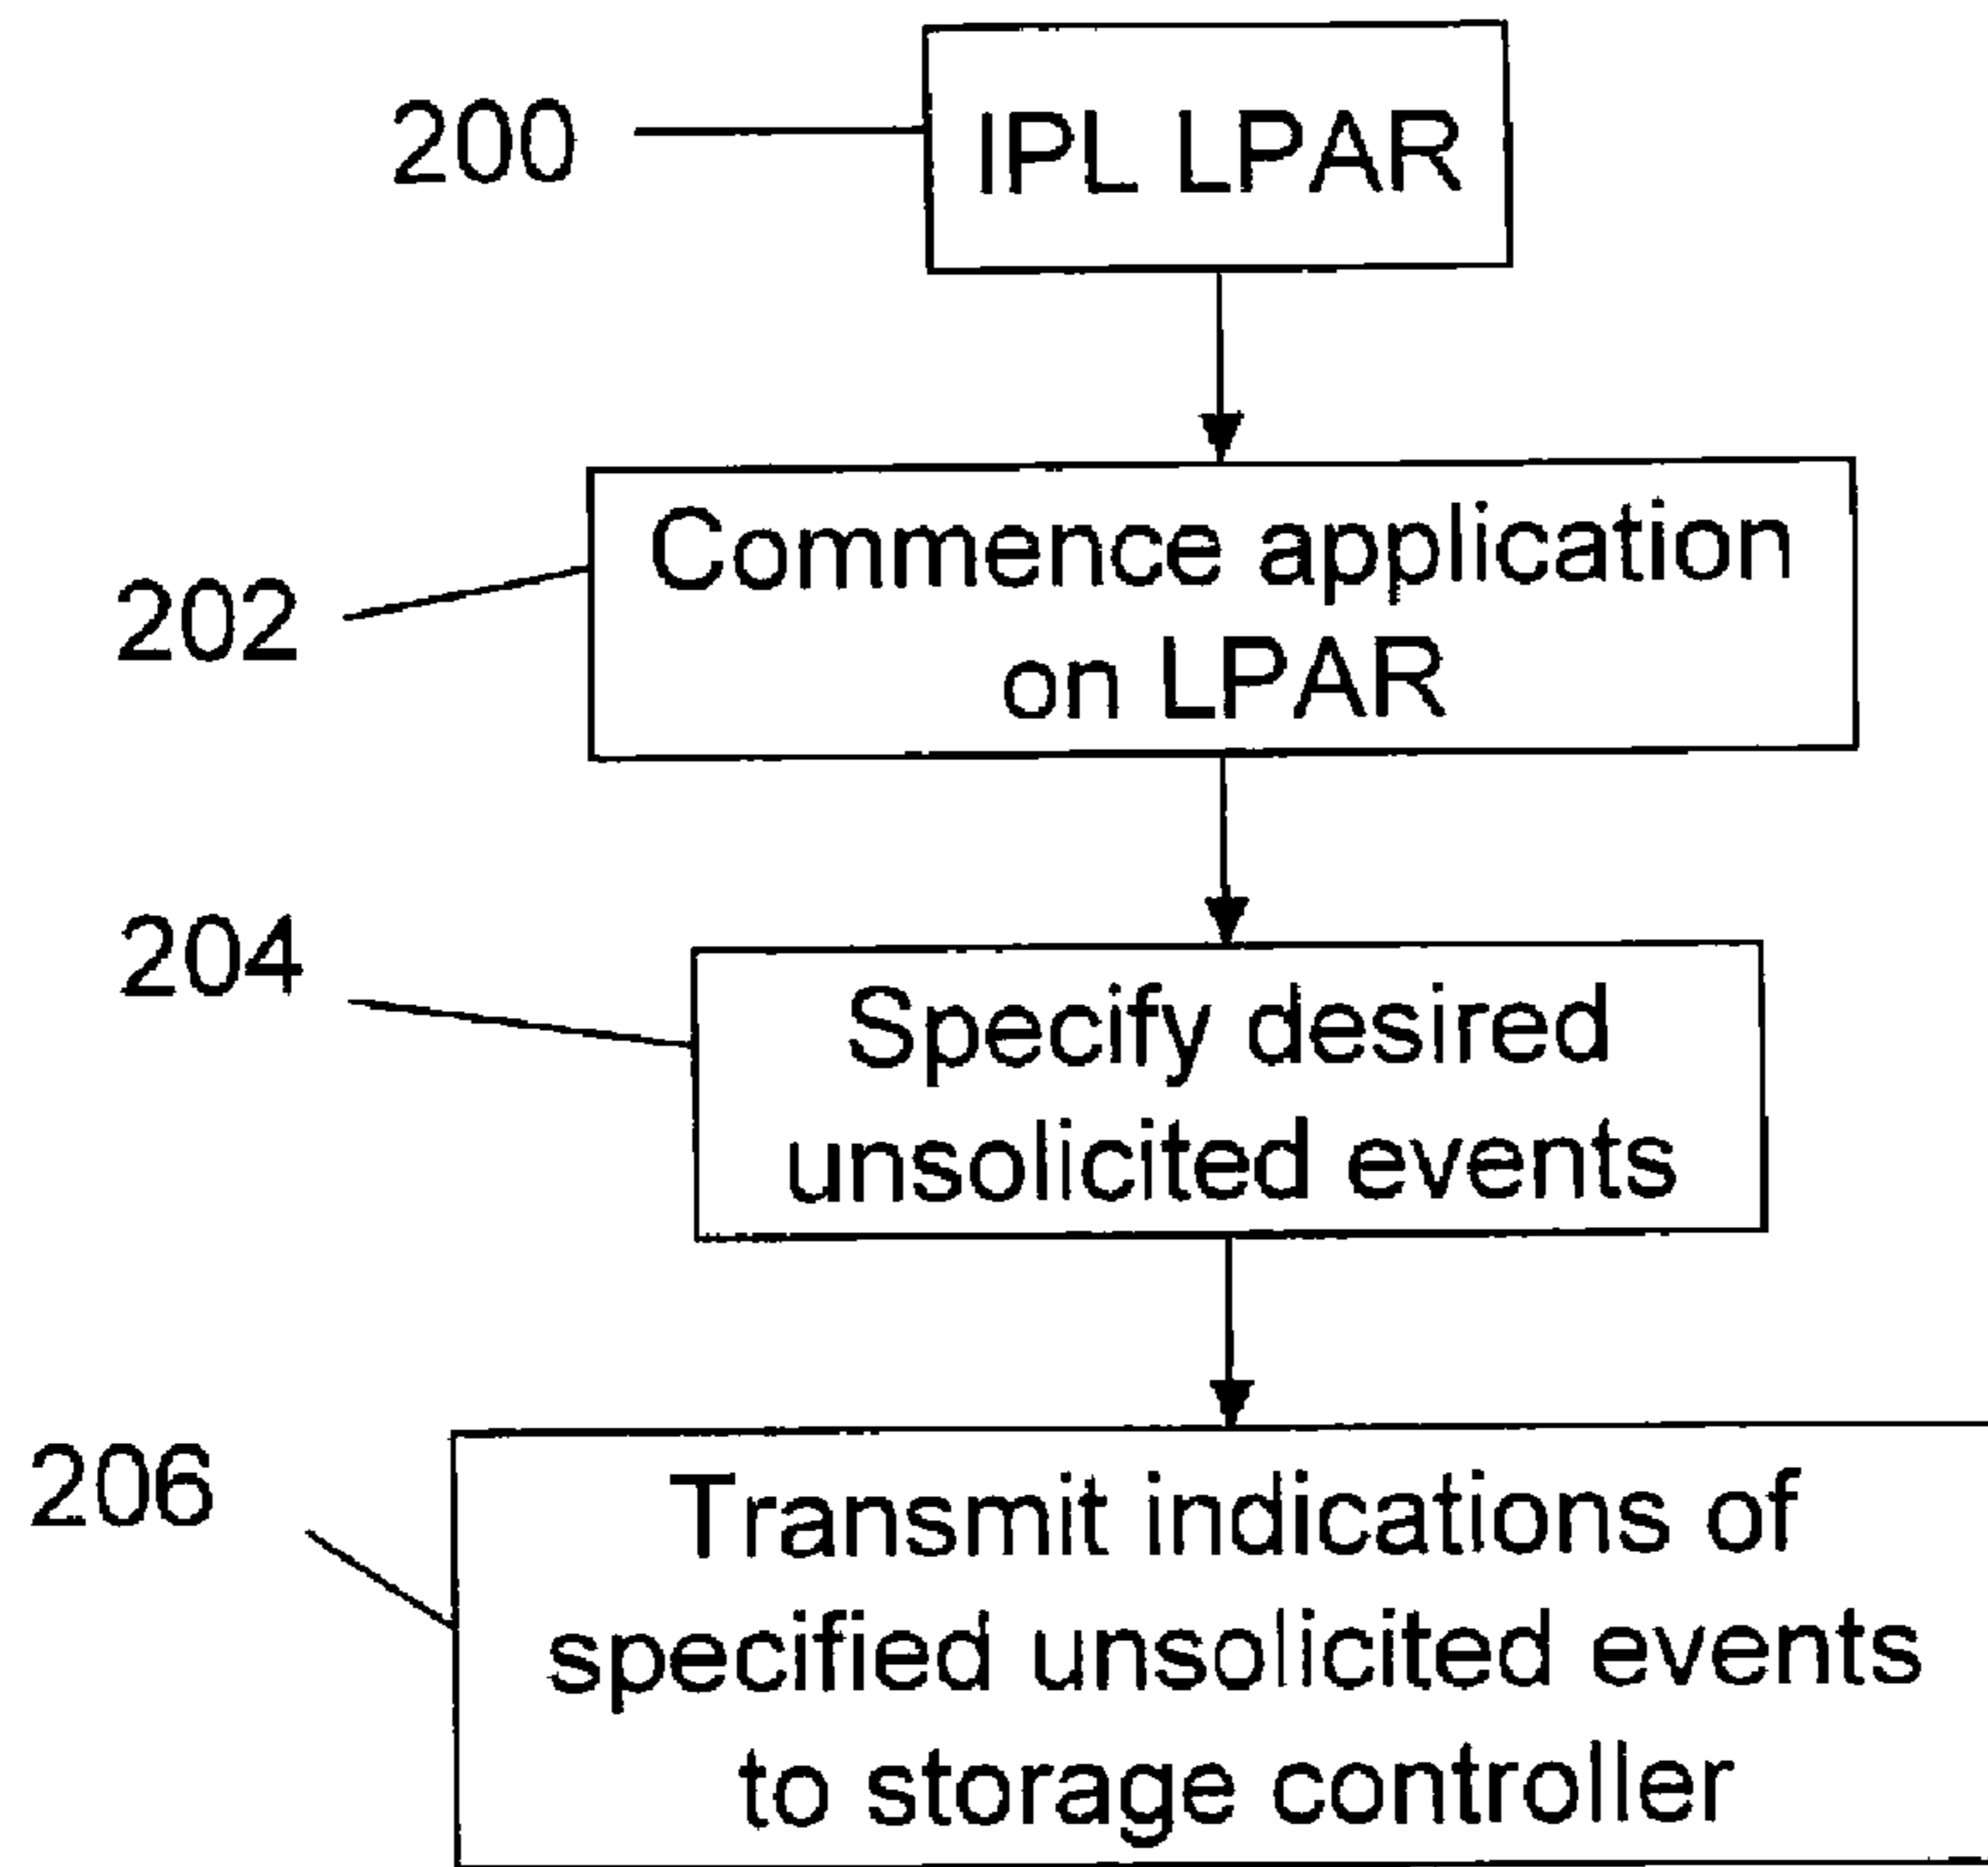 200
IPL LPAR
202
Commence application
on LPAR
204
Specify desired
unsolicited events
206
Transmit indications of
specified unsolicited events
to storage controller